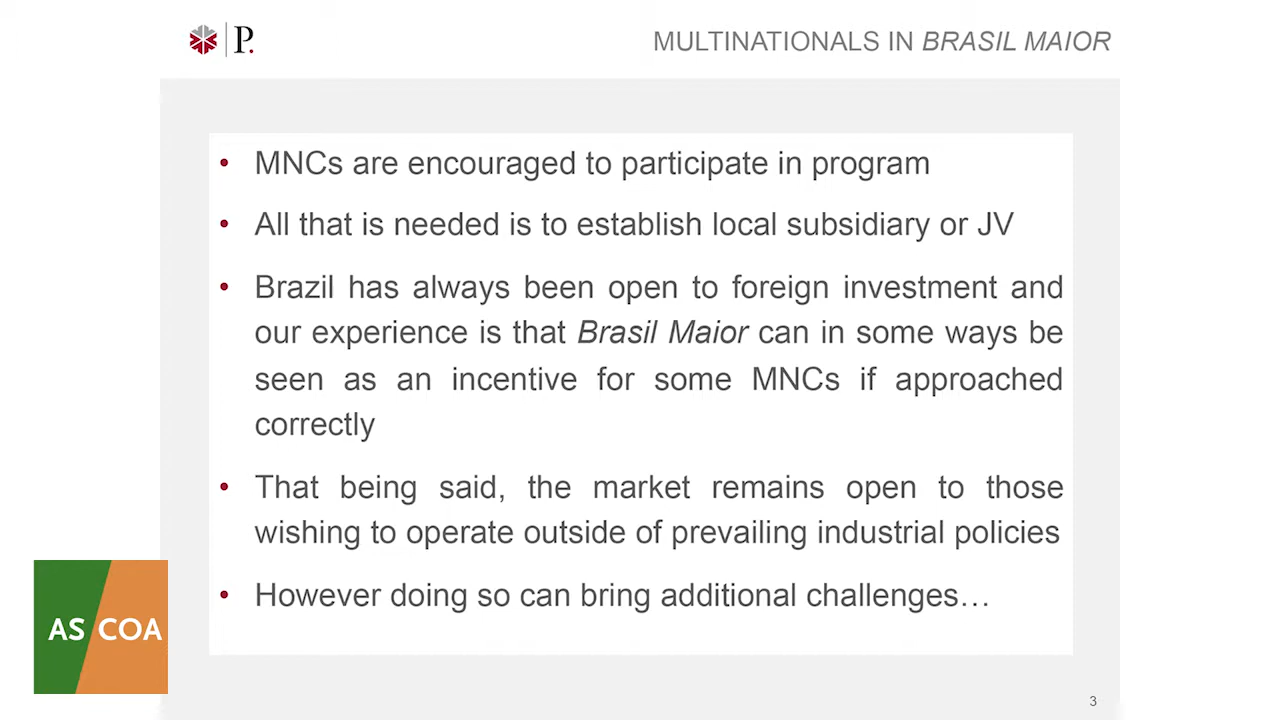 P.
MULTINATIONALS IN BRASIL MAIOR
• MNCs are encouraged to participate in program
• All that is needed is to establish local subsidiary or JV
• Brazil has always been open to foreign investment and
our experience is that Brasil Maior can in some ways be
seen as an incentive for some MNCs if approached
correctly
• That being said, the market remains open to those
wishing to operate outside of prevailing industrial policies
• However doing so can bring additional challenges…
AS COA
3